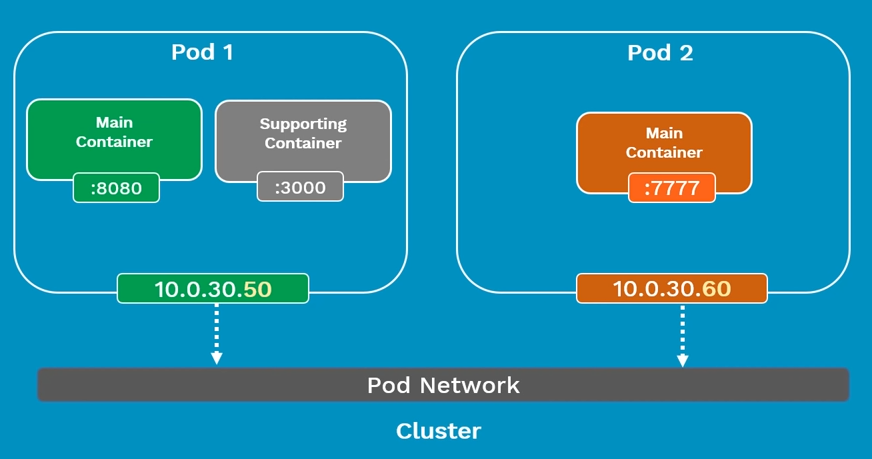 Pod 1
Main
Container
:8080
Supporting
Container
:3000
10.0.30.50
Pod 2
Main
Container
:7777
10.0.30.60
Pod Network
Cluster